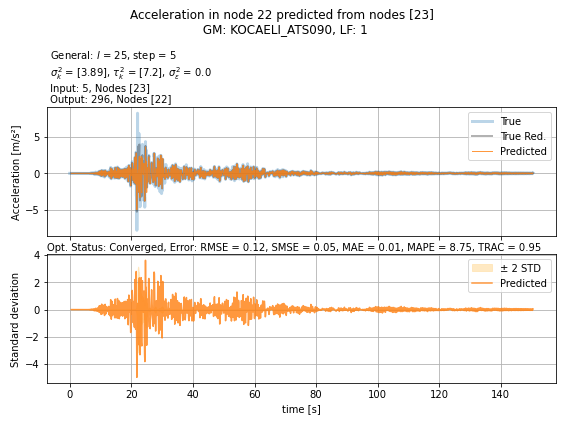 Acceleration in node 22 predicted from nodes [23]
GM: KOCAELI_ATS090, LF: 1
General: l = 25, step = 5
σ²ₖ = [3.89], τ²ₖ = [7.2], σ²ε = 0.0
Input: 5, Nodes [23]
Output: 296, Nodes [22]
Acceleration [m/s²]
5
0
−5
True
True Red.
Predicted
Opt. Status: Converged, Error: RMSE = 0.12, SMSE = 0.05, MAE = 0.01, MAPE = 8.75, TRAC = 0.95
Standard deviation
4
2
0
−2
−4
± 2 STD
Predicted
0 20 40 60 80 100 120 140
time [s]